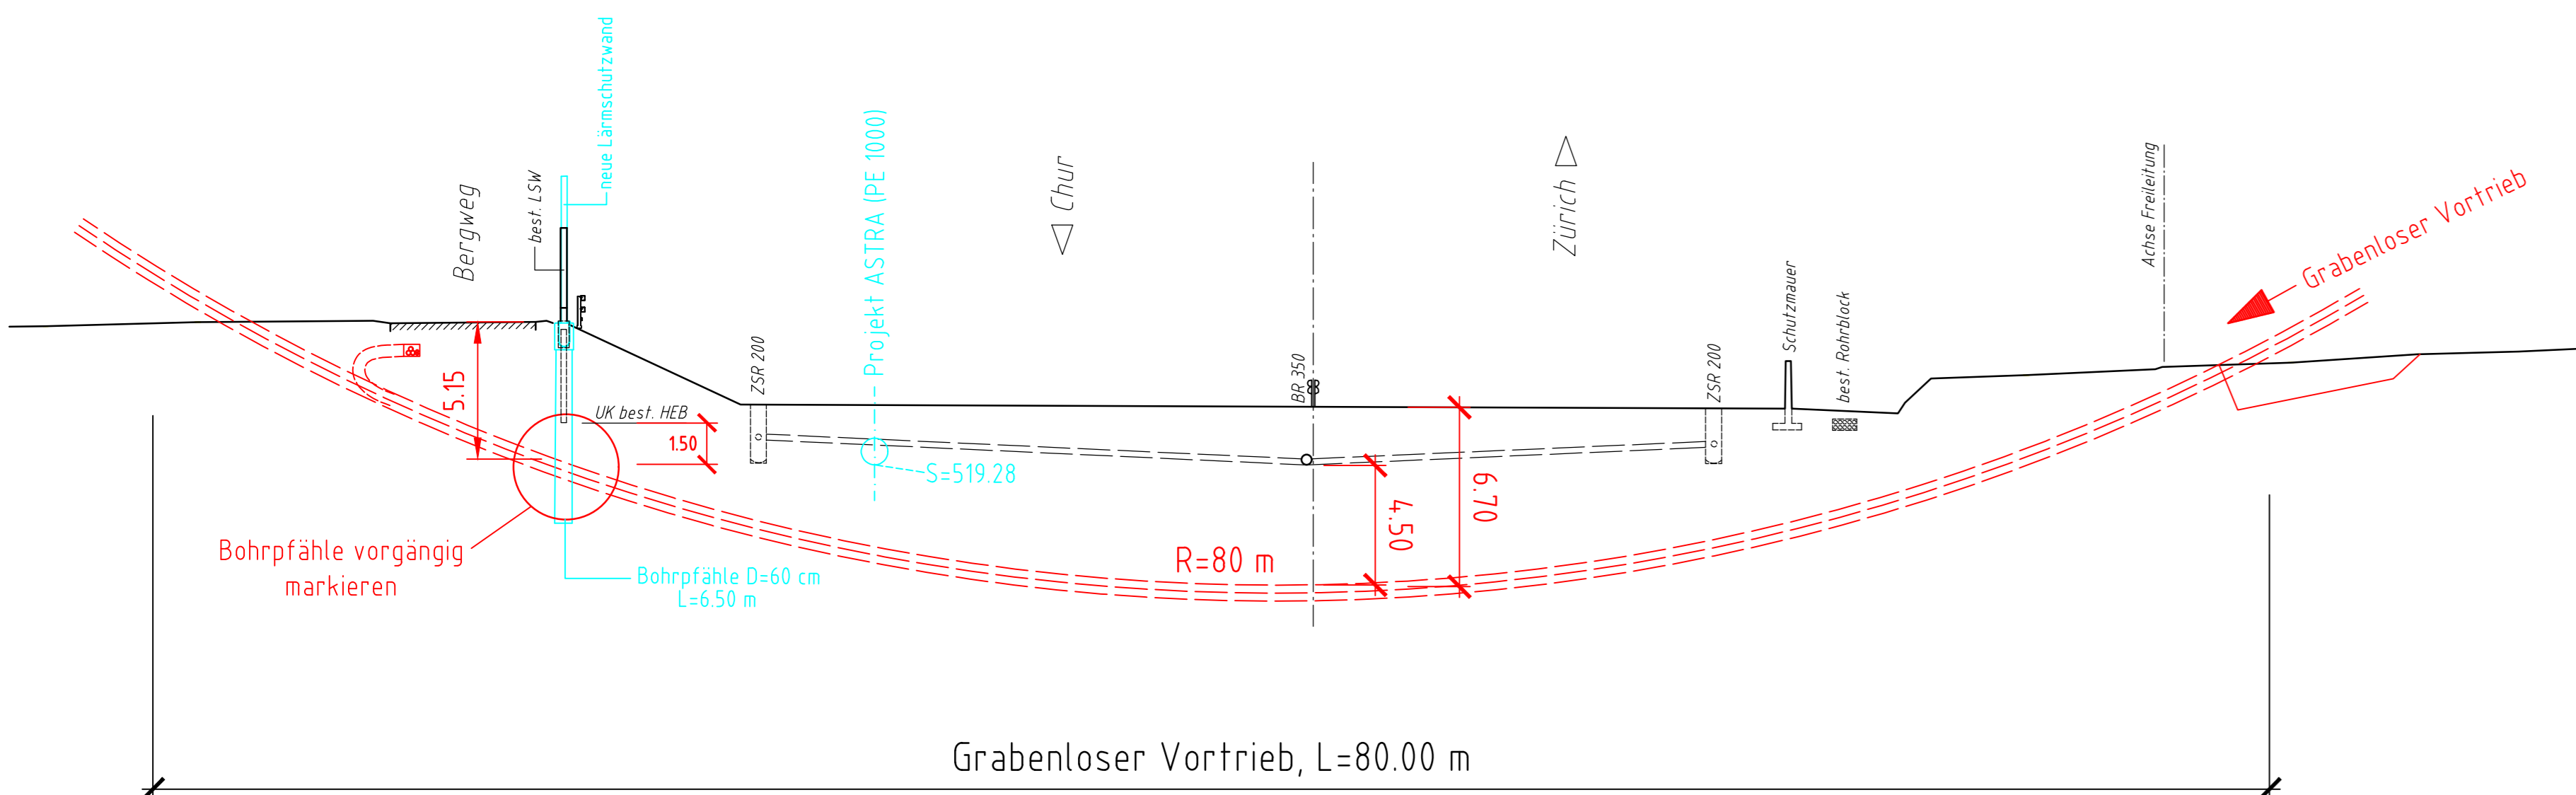 neue Lärmschutzwand
best. LSW
Bergweg
Projekt ASTRA (PE 1000)
Chur
Zürich
Achse Freileitung
Grabenloser Vortrieb
ZSR 200
BR 350
ZSR 200
Schutzmauer
best. Rohrblock
5.15
UK best. HEB
1.50
S=519.28
6.70
4.50
R=80 m
Bohrpfähle vorgängig
markieren
Bohrpfähle D=60 cm
L=6.50 m
Grabenloser Vortrieb, L=80.00 m